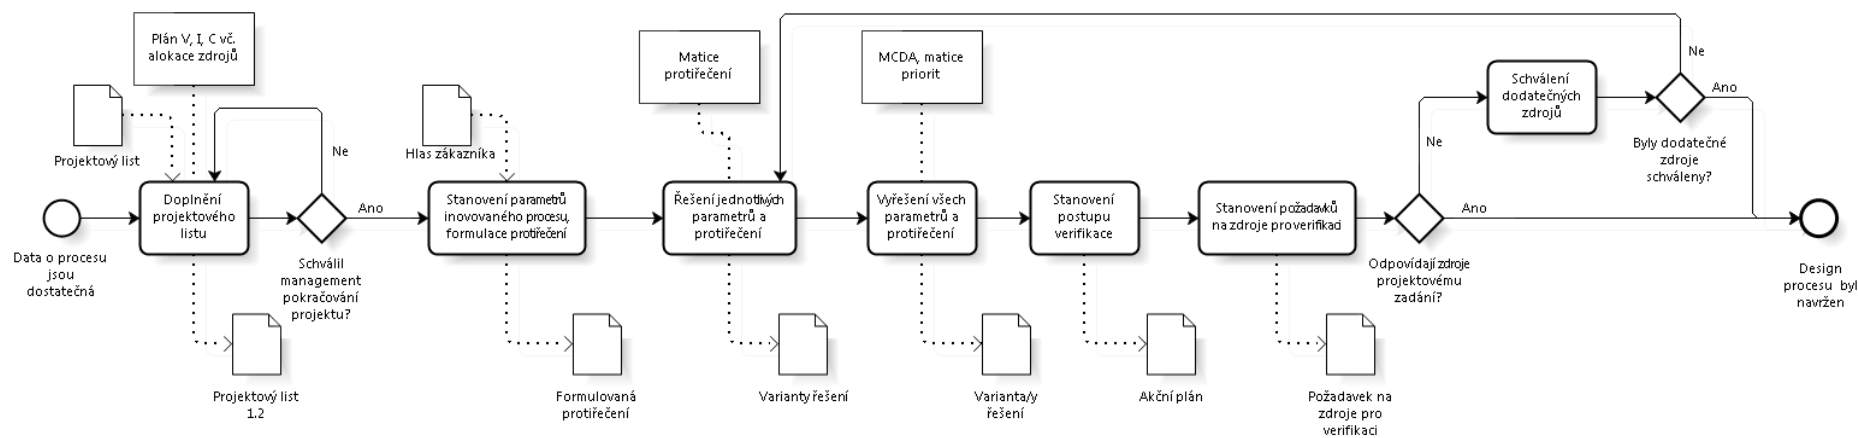 Plán V, I, C vč.
alokace zdrojů
Projektový list
Ne
Hlas zákazníka
Matice
protiřečení
MCDA, matice
priorit
Schválení
dodatečných
zdrojů
Ne
Ano
Byly dodatečné
zdroje
schváleny?
Ne
Data o procesu
jsou
dostatečná
Doplnění
projektového
listu
Ano
Schválil
management
pokračování
projektu?
Stanovení parametrů
inovovaného procesu,
formulace protiřečení
Řešení jednotlivých
parametrů a
protiřečení
Vyřešení všech
parametrů a
protiřečení
Stanovení
postupu
verifikace
Stanovení požadavků
na zdroje pro verifikaci
Ano
Odpovídají zdroje
projektovému
zadání?
Design
procesu byl
navržen
Projektový list
1.2
Formulovaná
protiřečení
Varianty řešení
Varianta/y
řešení
Akční plán
Požadavek na
zdroje pro
verifikaci